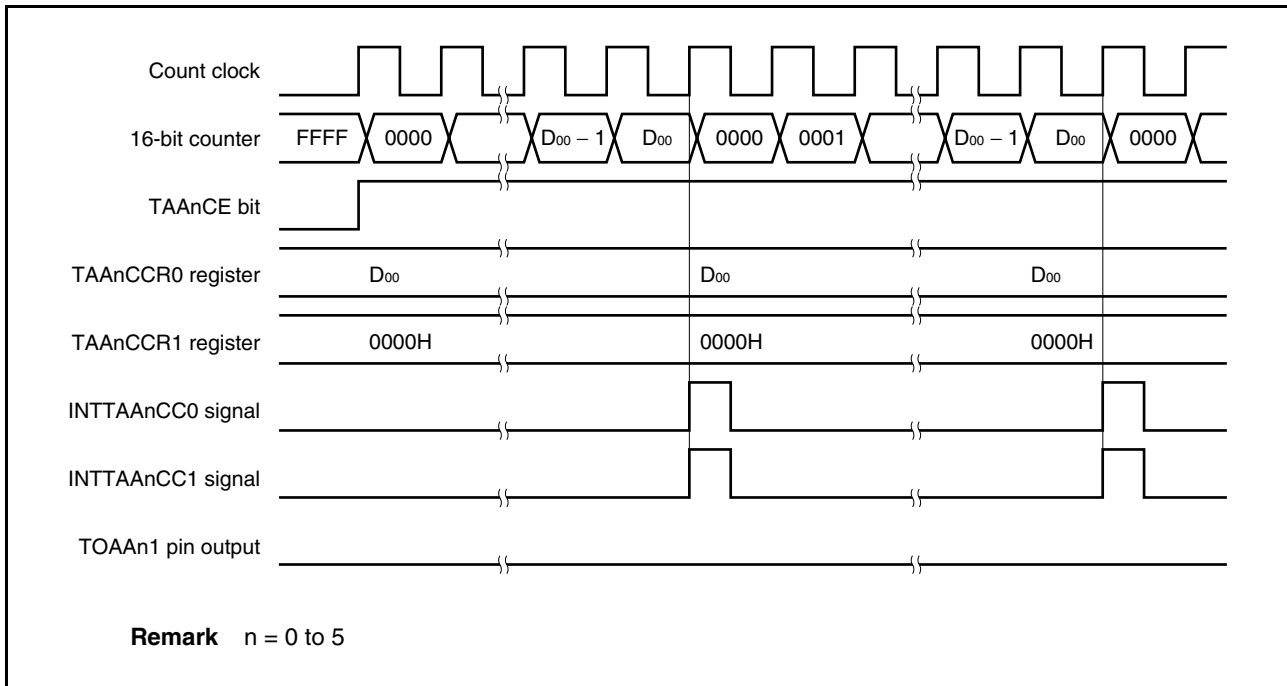 Count clock
16-bit counter FFFF 0000 D00 − 1 D00 0000 0001 D00 − 1 D00 0000
TAAnCE bit
TAAnCCR0 register D00 D00 D00
TAAnCCR1 register 0000H 0000H 0000H
INTTAAnCC0 signal
INTTAAnCC1 signal
TOAAn1 pin output
Remark n = 0 to 5